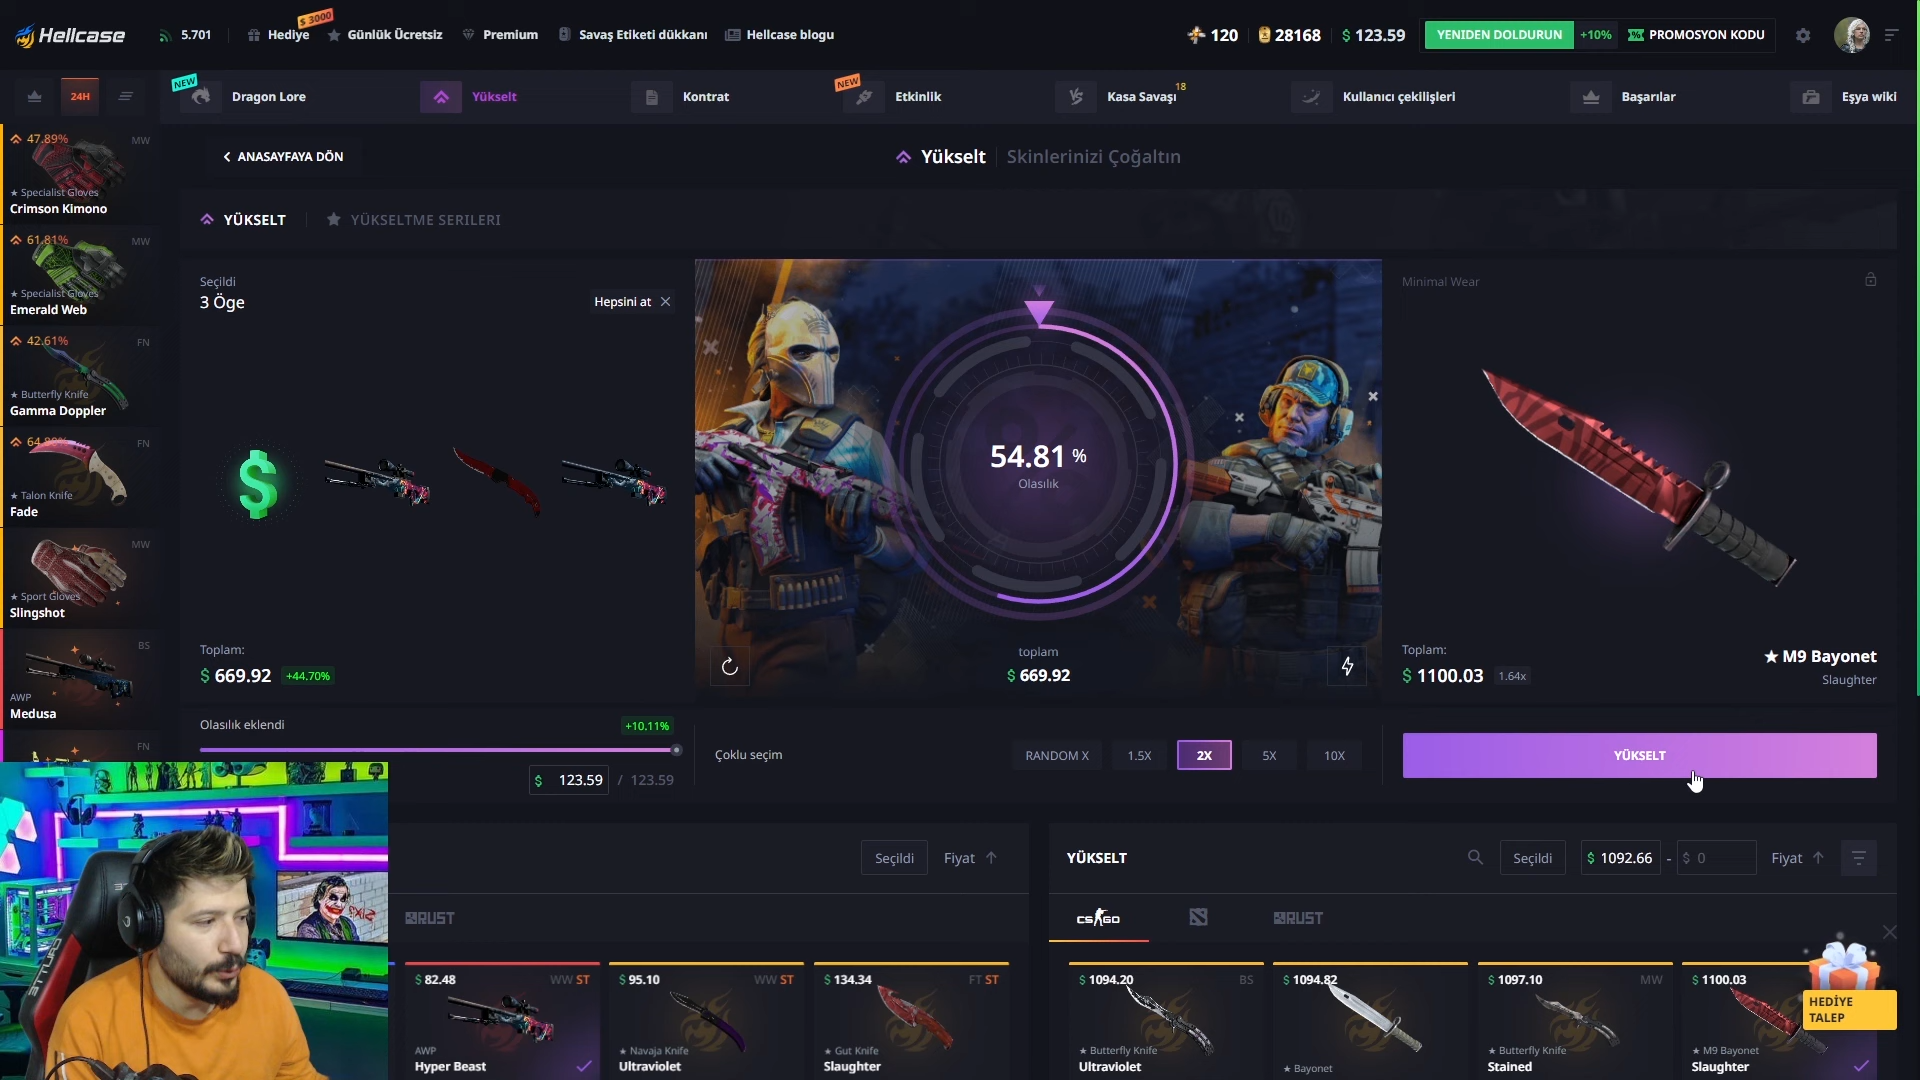 Hellcase
5.701
Hediye
$ 3000
Günlük Ücretsiz
Premium
Savaş Etiketi dükkanı
Hellcase blogu
120
28168
$ 123.59
YENIDEN DOLDURUN
+10%
PROMOSYON KODU
24H
NEW
Dragon Lore
Yükselt
Kontrat
NEW
Etkinlik
Kasa Savaşı
18
Kullanıcı çekilişleri
Başarılar
Eşya wiki
47.89%
MW
★ Specialist Gloves
Crimson Kimono
61.81%
MW
★ Specialist Gloves
Emerald Web
42.61%
FN
★ Butterfly Knife
Gamma Doppler
FN
★ Talon Knife
Fade
MW
★ Sport Gloves
Slingshot
BS
AWP
Medusa
FN
ANASAYFAYA DÖN
Yükselt
Skinlerinizi Çoğaltın
YÜKSELT
YÜKSELTME SERILERI
Seçildi
3 Öge
Hepsini at
Toplam:
$ 669.92
+44.70%
54.81 %
Olasılık
toplam
$ 669.92
Minimal Wear
Toplam:
$ 1100.03
1.64x
★ M9 Bayonet
Slaughter
Olasılık eklendi
+10.11%
$ 123.59 / 123.59
Çoklu seçim
RANDOM X
1.5X
2X
5X
10X
YÜKSELT
Seçildi
Fiyat
RUST
$ 82.48
WW ST
AWP
Hyper Beast
$ 95.10
WW ST
★ Navaja Knife
Ultraviolet
$ 134.34
FT ST
★ Gut Knife
Slaughter
YÜKSELT
Seçildi
$ 1092.66 - $ 0
Fiyat
CS:GO
RUST
$ 1094.20
BS
★ Butterfly Knife
Ultraviolet
$ 1094.82
★ Bayonet
$ 1097.10
MW
★ Butterfly Knife
Stained
$ 1100.03
★ M9 Bayonet
Slaughter
HEDİYE
TALEP